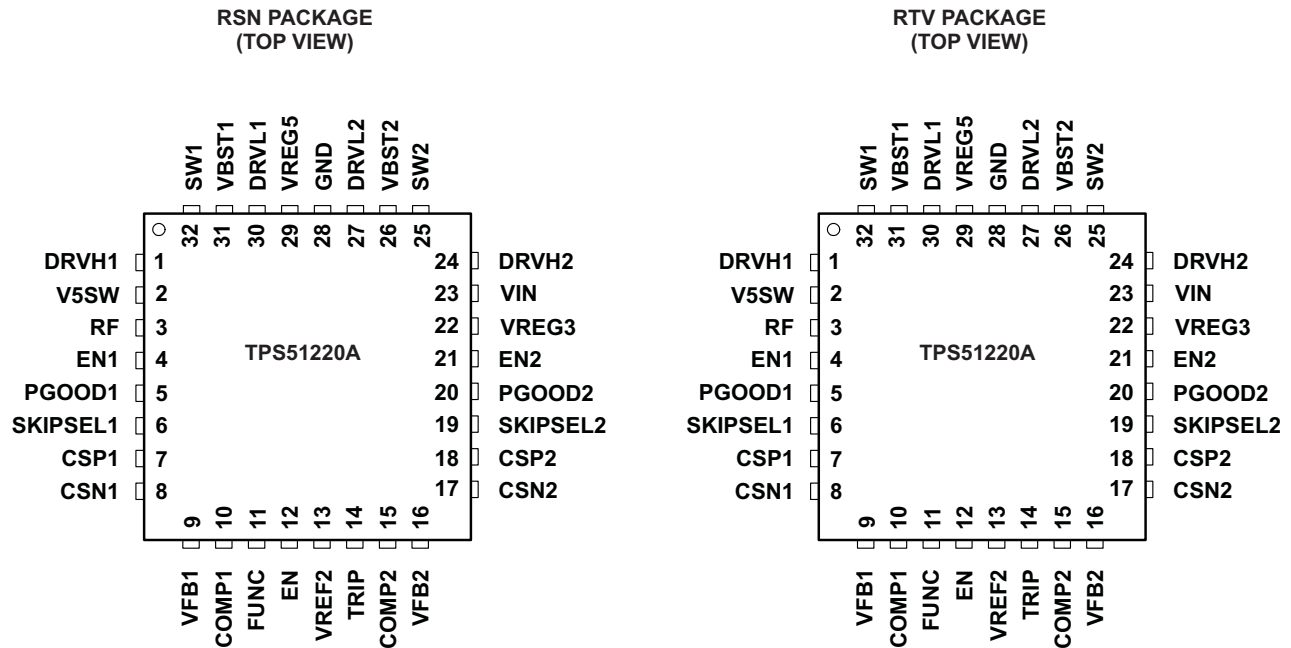 RSN PACKAGE
(TOP VIEW)
SW1
VBST1
DRVL1
VREG5
GND
DRVL2
VBST2
SW2
32
31
30
29
28
27
26
25
DRVH1 1
V5SW 2
RF 3
EN1 4
PGOOD1 5
SKIPSEL1 6
CSP1 7
CSN1 8
TPS51220A
24 DRVH2
23 VIN
22 VREG3
21 EN2
20 PGOOD2
19 SKIPSEL2
18 CSP2
17 CSN2
9
10
11
12
13
14
15
16
VFB1
COMP1
FUNC
EN
VREF2
TRIP
COMP2
VFB2
RTV PACKAGE
(TOP VIEW)
SW1
VBST1
DRVL1
VREG5
GND
DRVL2
VBST2
SW2
32
31
30
29
28
27
26
25
DRVH1 1
V5SW 2
RF 3
EN1 4
PGOOD1 5
SKIPSEL1 6
CSP1 7
CSN1 8
TPS51220A
24 DRVH2
23 VIN
22 VREG3
21 EN2
20 PGOOD2
19 SKIPSEL2
18 CSP2
17 CSN2
9
10
11
12
13
14
15
16
VFB1
COMP1
FUNC
EN
VREF2
TRIP
COMP2
VFB2